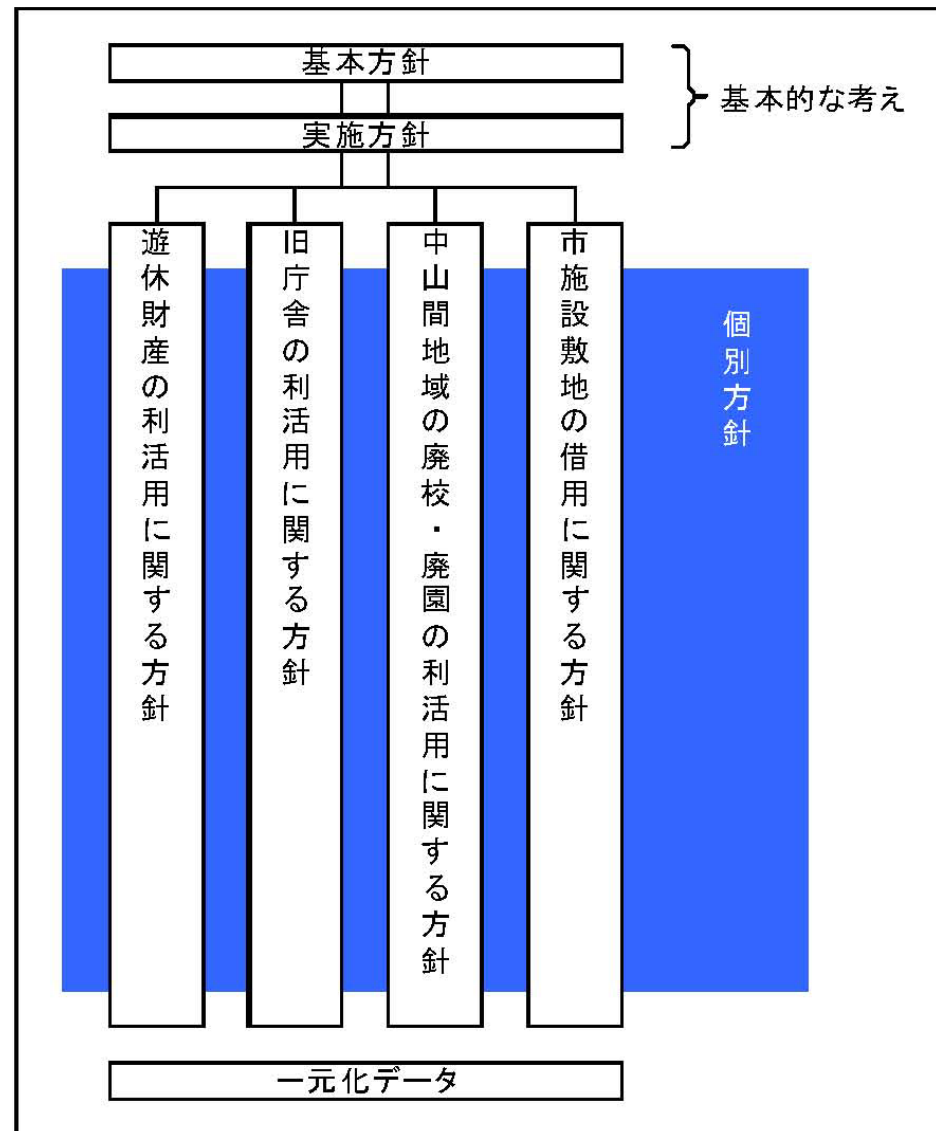 基本方針
基本的な考え
実施方針
遊休財産の利活用に関する方針
旧庁舎の利活用に関する方針
中山間地域の廃校・廃園の利活用に関する方針
市施設敷地の借用に関する方針
個別方針
一元化データ